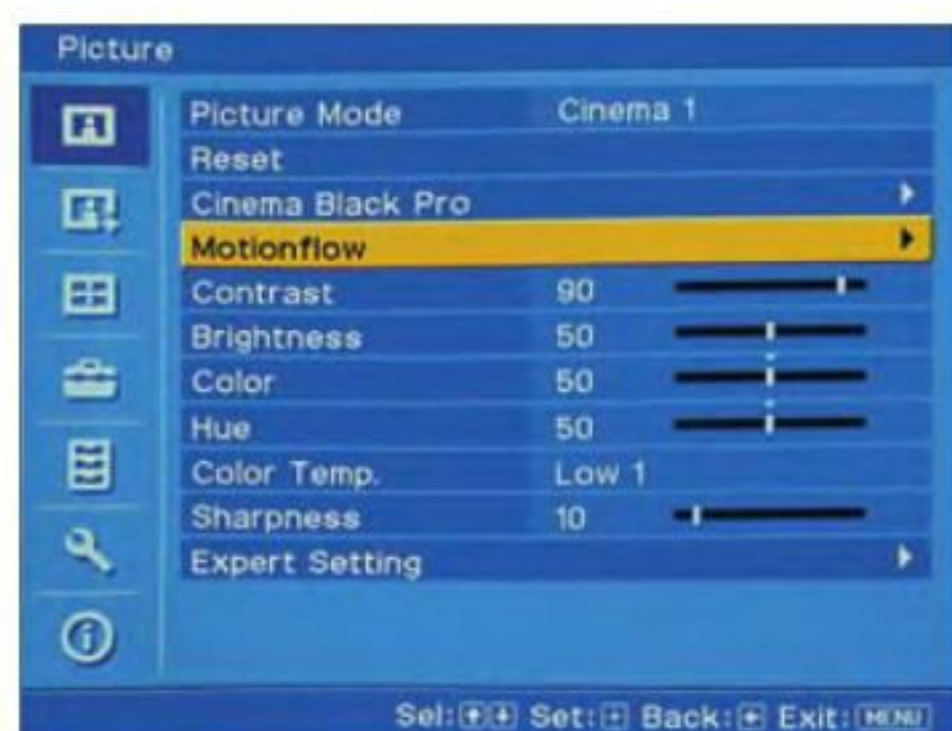 Picture
Picture Mode Cinema 1
Reset
Cinema Black Pro
Motionflow
Contrast 90
Brightness 50
Color 50
Hue 50
Color Temp. Low 1
Sharpness 10
Expert Setting
Sel: Set: Back: Exit: MENU